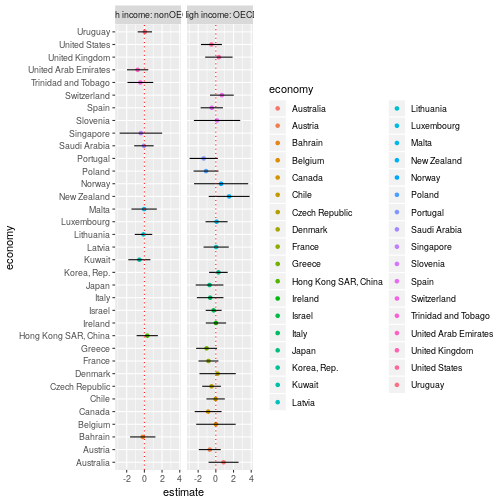 h income: nonOE
igh income: OECI
Uruguay
United States
United Kingdom
United Arab Emirates
Trinidad and Tobago
Switzerland
Spain
Slovenia
Singapore
Saudi Arabia
Portugal
Poland
Norway
New Zealand
Malta
Luxembourg
Lithuania
Latvia
Kuwait
Korea, Rep.
Japan
Italy
Israel
Ireland
Hong Kong SAR, China
Greece
France
Denmark
Czech Republic
Chile
Canada
Belgium
Bahrain
Austria
Australia
-2 0 2 4 -2 0 2 4
estimate
economy
economy
Australia
Austria
Bahrain
Belgium
Canada
Chile
Czech Republic
Denmark
France
Greece
Hong Kong SAR, China
Ireland
Israel
Italy
Japan
Korea, Rep.
Kuwait
Latvia
Lithuania
Luxembourg
Malta
New Zealand
Norway
Poland
Portugal
Saudi Arabia
Singapore
Slovenia
Spain
Switzerland
Trinidad and Tobago
United Arab Emirates
United Kingdom
United States
Uruguay